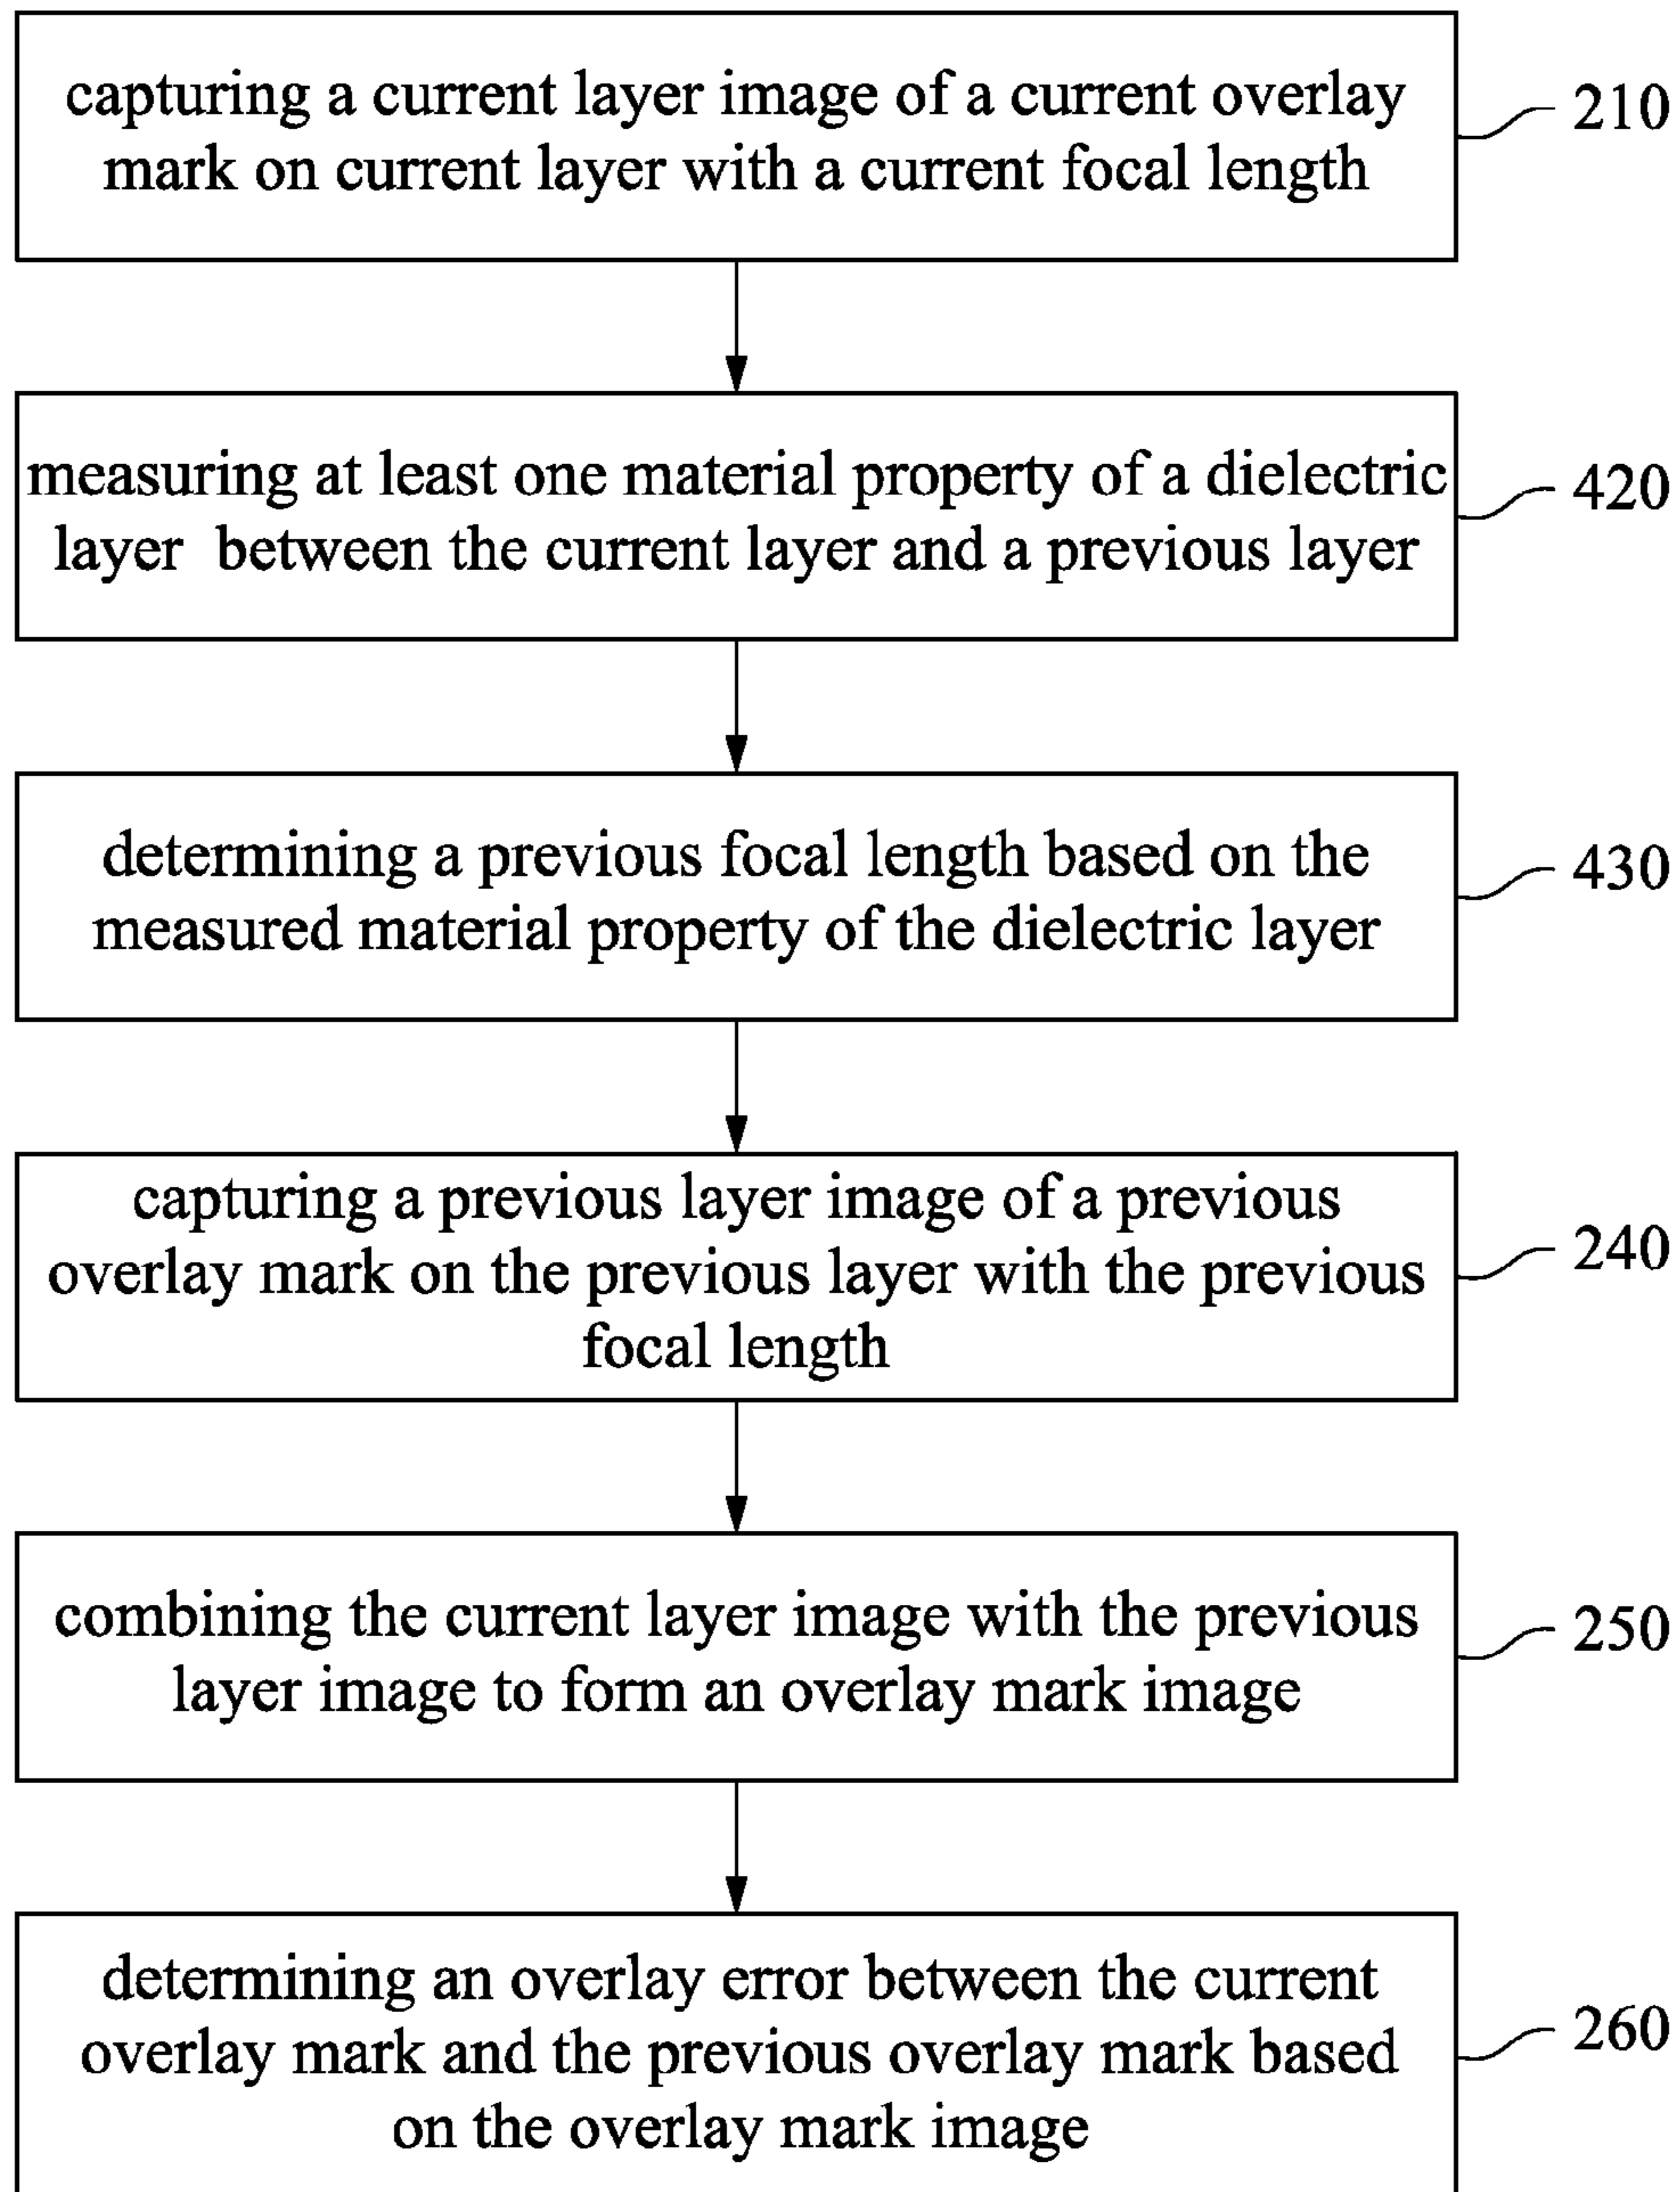 capturing a current layer image of a current overlay
mark on current layer with a current focal length
210
measuring at least one material property of a dielectric
layer between the current layer and a previous layer
420
determining a previous focal length based on the
measured material property of the dielectric layer
430
capturing a previous layer image of a previous
overlay mark on the previous layer with the previous
focal length
240
combining the current layer image with the previous
layer image to form an overlay mark image
250
determining an overlay error between the current
overlay mark and the previous overlay mark based
on the overlay mark image
260